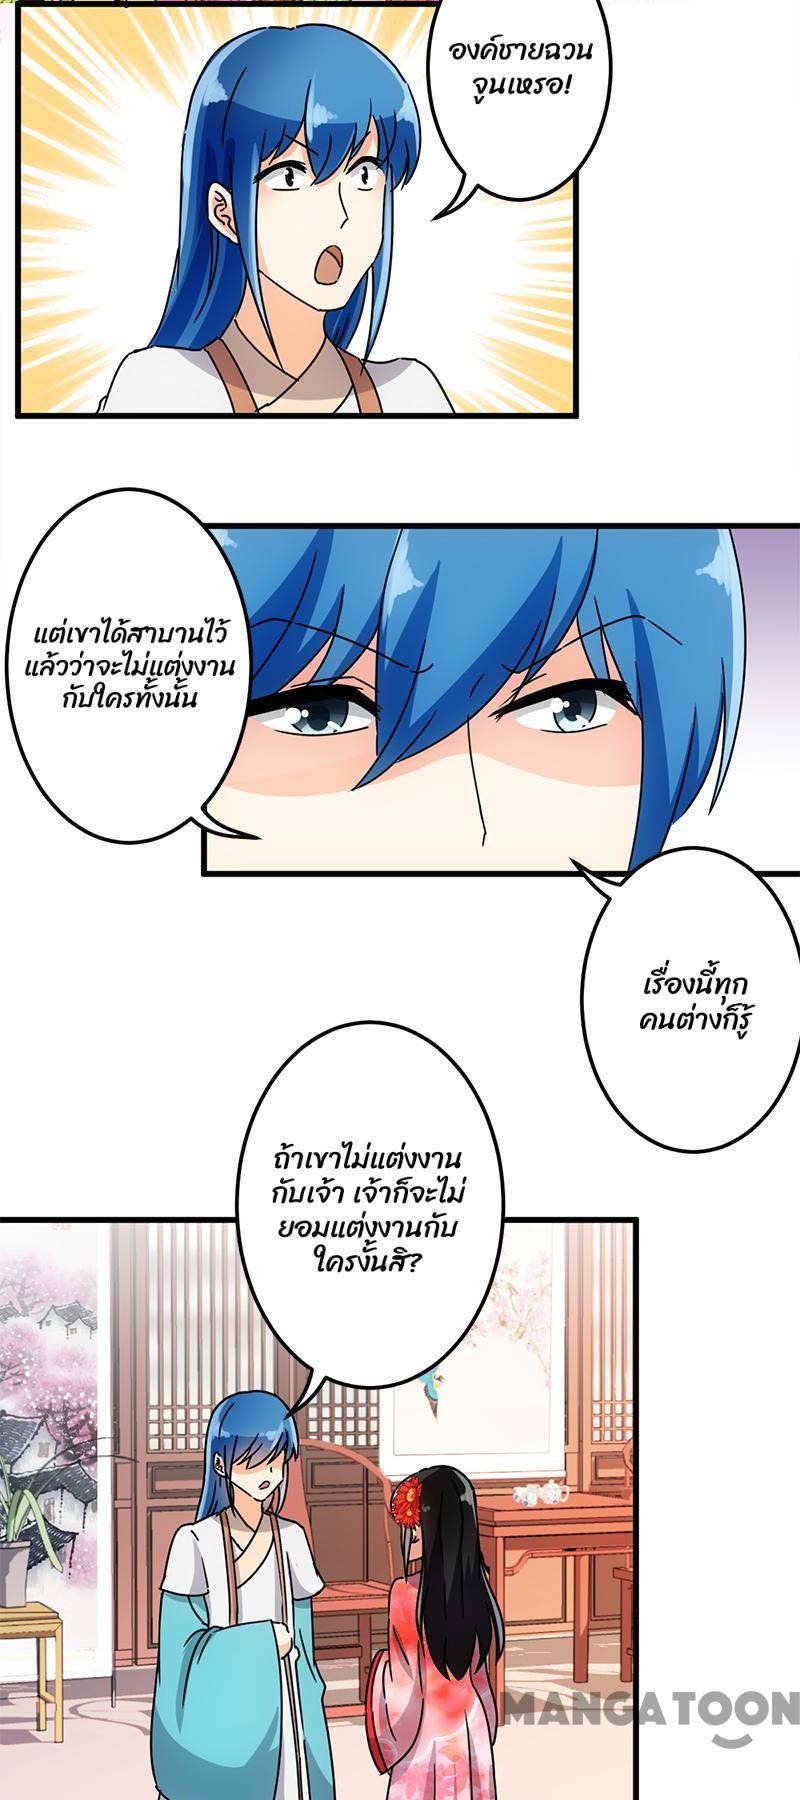 องค์ชายฉวน
จูนเหรอ!
แต่เขาได้สาบานไว้
แล้วว่าจะไม่แต่งงาน
กับใครทั้งนั้น
เรื่องนี้ทุก
คนต่างก็รู้
ถ้าเขาไม่แต่งงาน
กับเจ้า เจ้าก็จะไม่
ยอมแต่งงานกับ
ใครงั้นสิ?
MANGATOON